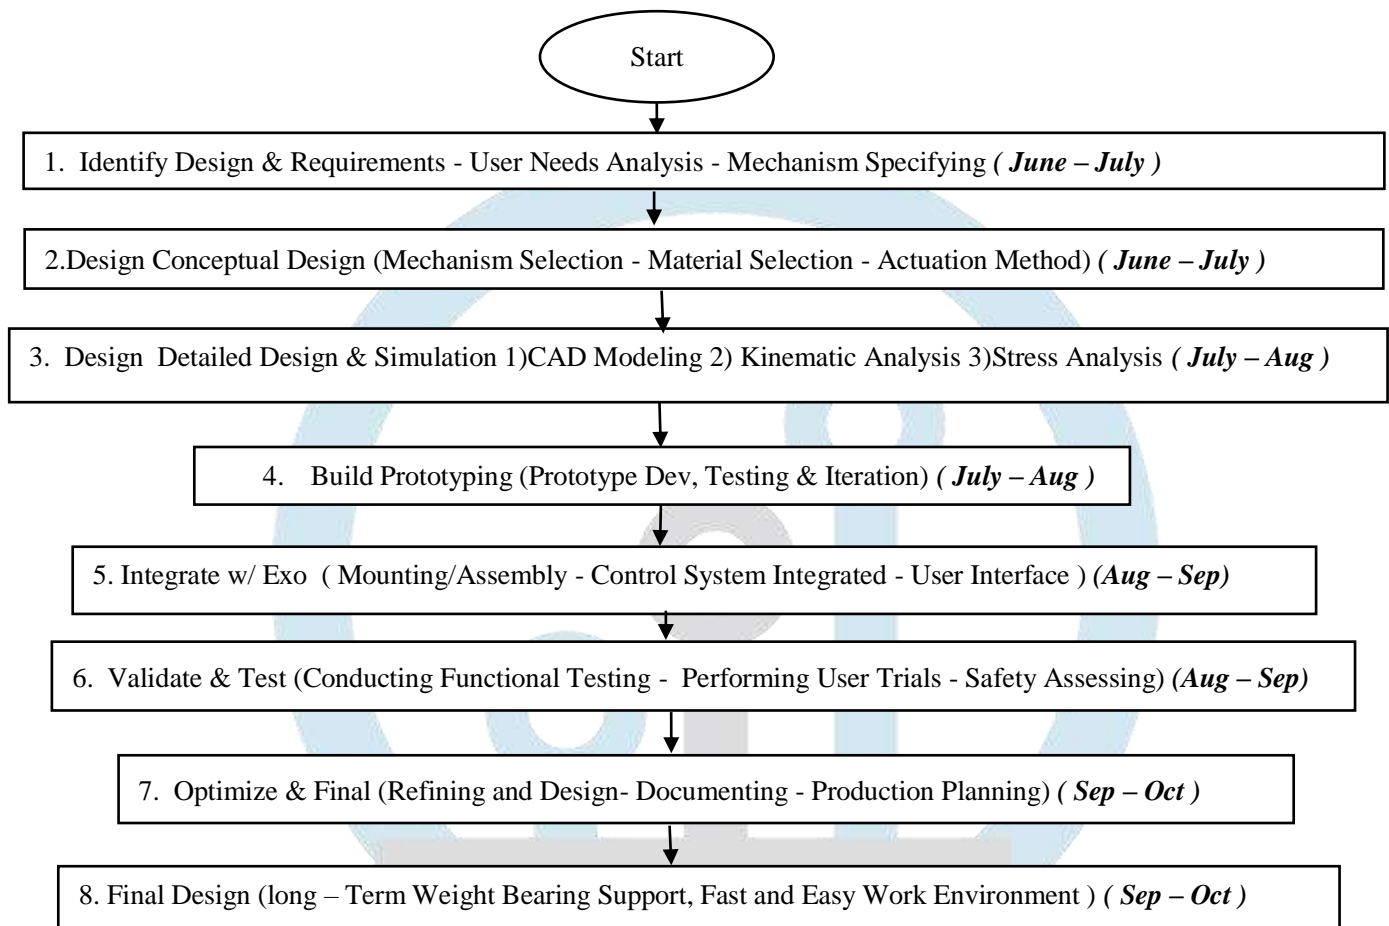 Start
1. Identify Design & Requirements - User Needs Analysis - Mechanism Specifying ( June – July )
2.Design Conceptual Design (Mechanism Selection - Material Selection - Actuation Method) ( June – July )
3. Design Detailed Design & Simulation 1)CAD Modeling 2) Kinematic Analysis 3)Stress Analysis ( July – Aug )
4. Build Prototyping (Prototype Dev, Testing & Iteration) ( July – Aug )
5. Integrate w/ Exo ( Mounting/Assembly - Control System Integrated - User Interface ) (Aug – Sep)
6. Validate & Test (Conducting Functional Testing - Performing User Trials - Safety Assessing) (Aug – Sep)
7. Optimize & Final (Refining and Design- Documenting - Production Planning) ( Sep – Oct )
8. Final Design (long – Term Weight Bearing Support, Fast and Easy Work Environment ) ( Sep – Oct )